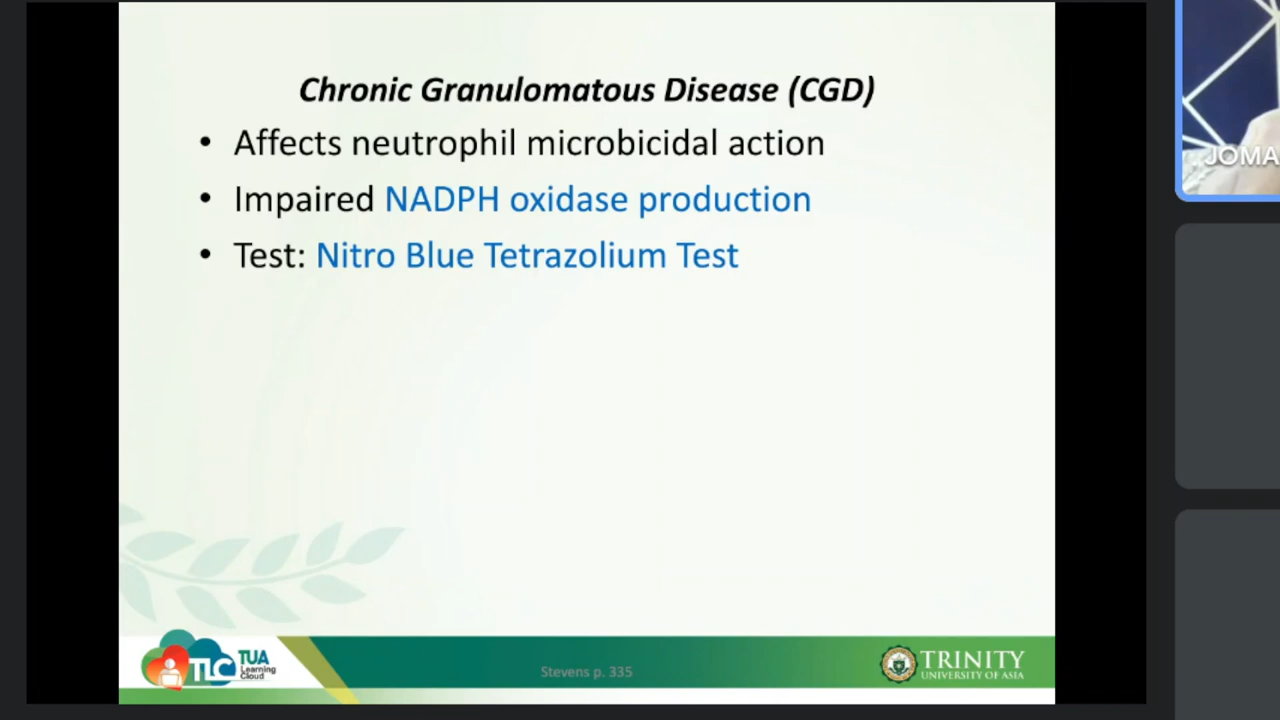 Chronic Granulomatous Disease (CGD)
• Affects neutrophil microbicidal action
• Impaired NADPH oxidase production
• Test: Nitro Blue Tetrazolium Test
JOMA
TLC TUA
Learning
Cloud
Stevens p. 335
TRINITY
UNIVERSITY OF ASIA